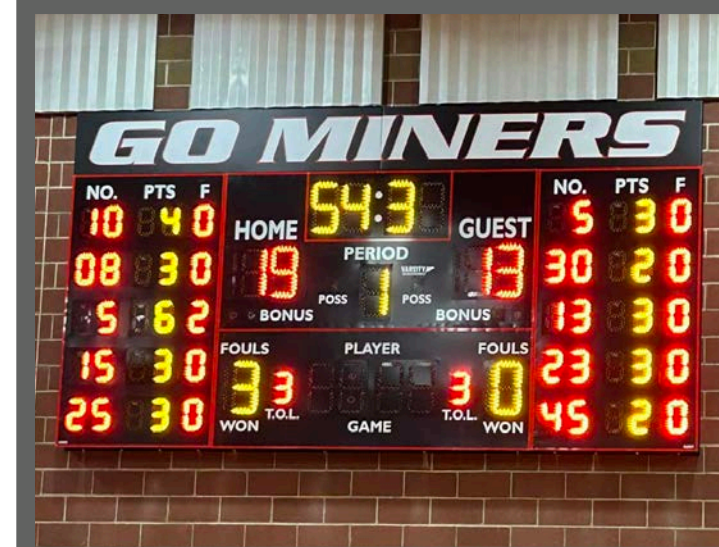 GO MINERS
NO. PTS F 54:3 NO. PTS F
10 4 0 HOME GUEST 5 3 0
08 3 0 19 PERIOD 13 30 2 0
VARSITY
5 6 2 POSS 1 POSS 13 3 0
BONUS BONUS
FOULS PLAYER FOULS
15 3 0 3 3 3 0 23 3 0
T.O.L. T.O.L.
25 3 0 WON GAME WON 45 2 0